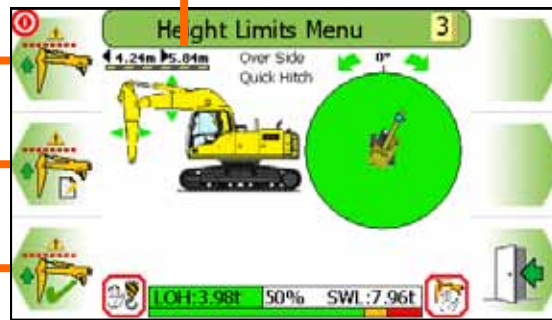 Height Limits Menu 3
4.24m 5.84m Over Side 0°
Quick Hitch
LOH:3.98t 50% SWL:7.96t